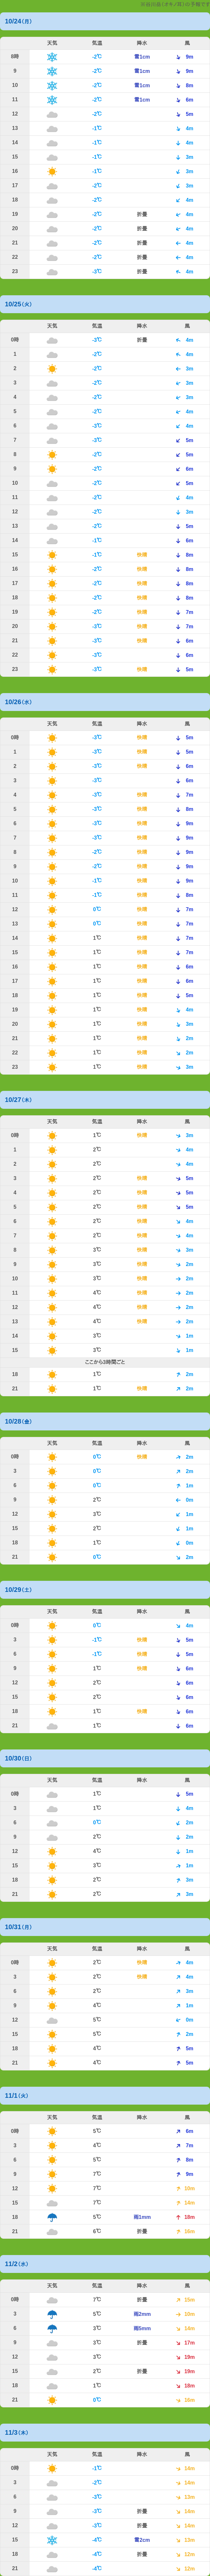 10/24(月)
天気 気温 降水 風
8時 -2℃ 雪1cm 9m
9 -2℃ 雪1cm 9m
10 -2℃ 雪1cm 8m
11 -2℃ 雪1cm 6m
12 -2℃ 5m
13 -1℃ 4m
14 -1℃ 4m
15 -1℃ 3m
16 -1℃ 3m
17 -2℃ 3m
18 -2℃ 4m
19 -2℃ 折畳 4m
20 -2℃ 折畳 4m
21 -2℃ 折畳 4m
22 -2℃ 折畳 4m
23 -3℃ 折畳 4m
10/25(火)
天気 気温 降水 風
0時 -3℃ 折畳 4m
1 -2℃ 4m
2 -2℃ 3m
3 -2℃ 3m
4 -2℃ 3m
5 -2℃ 4m
6 -3℃ 4m
7 -3℃ 5m
8 -2℃ 5m
9 -2℃ 6m
10 -2℃ 5m
11 -2℃ 4m
12 -2℃ 3m
13 -2℃ 5m
14 -1℃ 6m
15 -1℃ 快晴 8m
16 -2℃ 快晴 8m
17 -2℃ 快晴 8m
18 -2℃ 快晴 8m
19 -2℃ 快晴 7m
20 -3℃ 快晴 7m
21 -3℃ 快晴 6m
22 -3℃ 6m
23 -3℃ 快晴 5m
10/26(水)
天気 気温 降水 風
0時 -3℃ 快晴 5m
1 -3℃ 快晴 5m
2 -3℃ 快晴 6m
3 -3℃ 6m
4 -3℃ 快晴 7m
5 -3℃ 快晴 8m
6 -3℃ 快晴 9m
7 -3℃ 快晴 9m
8 -2℃ 快晴 9m
9 -2℃ 快晴 9m
10 -1℃ 快晴 9m
11 -1℃ 快晴 8m
12 0℃ 快晴 7m
13 0℃ 快晴 7m
14 1℃ 快晴 7m
15 1℃ 快晴 7m
16 1℃ 快晴 6m
17 1℃ 快晴 6m
18 1℃ 快晴 5m
19 1℃ 快晴 4m
20 1℃ 快晴 3m
21 1℃ 快晴 2m
22 1℃ 快晴 2m
23 1℃ 快晴 3m
10/27(木)
天気 気温 降水 風
0時 1℃ 快晴 3m
1 2℃ 4m
2 2℃ 4m
3 2℃ 快晴 5m
4 2℃ 快晴 5m
5 2℃ 快晴 5m
6 2℃ 快晴 4m
7 2℃ 快晴 4m
8 3℃ 快晴 3m
9 3℃ 快晴 2m
10 3℃ 快晴 2m
11 4℃ 快晴 2m
12 4℃ 快晴 2m
13 4℃ 快晴 2m
14 3℃ 1m
15 3℃ 1m
ここから3時間ごと
18 1℃ 2m
21 1℃ 快晴 2m
10/28(金)
天気 気温 降水 風
0時 0℃ 快晴 2m
3 0℃ 2m
6 0℃ 1m
9 2℃ 0m
12 3℃ 1m
15 2℃ 1m
18 1℃ 0m
21 0℃ 2m
10/29(土)
天気 気温 降水 風
0時 0℃ 4m
3 -1℃ 快晴 5m
6 -1℃ 快晴 5m
9 1℃ 快晴 6m
12 2℃ 6m
15 2℃ 6m
18 1℃ 快晴 6m
21 1℃ 6m
10/30(日)
天気 気温 降水 風
0時 1℃ 5m
3 1℃ 4m
6 0℃ 2m
9 2℃ 2m
12 4℃ 1m
15 3℃ 1m
18 2℃ 3m
21 2℃ 3m
10/31(月)
天気 気温 降水 風
0時 2℃ 快晴 4m
3 2℃ 快晴 4m
6 2℃ 3m
9 4℃ 1m
12 5℃ 0m
15 5℃ 2m
18 4℃ 5m
21 4℃ 5m
11/1(火)
天気 気温 降水 風
0時 5℃ 6m
3 4℃ 7m
6 5℃ 8m
9 7℃ 9m
12 7℃ 10m
15 7℃ 14m
18 5℃ 雨1mm 18m
21 6℃ 折畳 16m
11/2(水)
天気 気温 降水 風
0時 7℃ 折畳 15m
3 5℃ 雨2mm 10m
6 3℃ 雨5mm 14m
9 3℃ 折畳 17m
12 3℃ 19m
15 2℃ 折畳 19m
18 1℃ 18m
21 0℃ 16m
11/3(木)
天気 気温 降水 風
0時 -1℃ 14m
3 -2℃ 14m
6 -3℃ 13m
9 -3℃ 折畳 14m
12 -3℃ 折畳 14m
15 -4℃ 雪2cm 13m
18 -4℃ 折畳 12m
21 -4℃ 12m